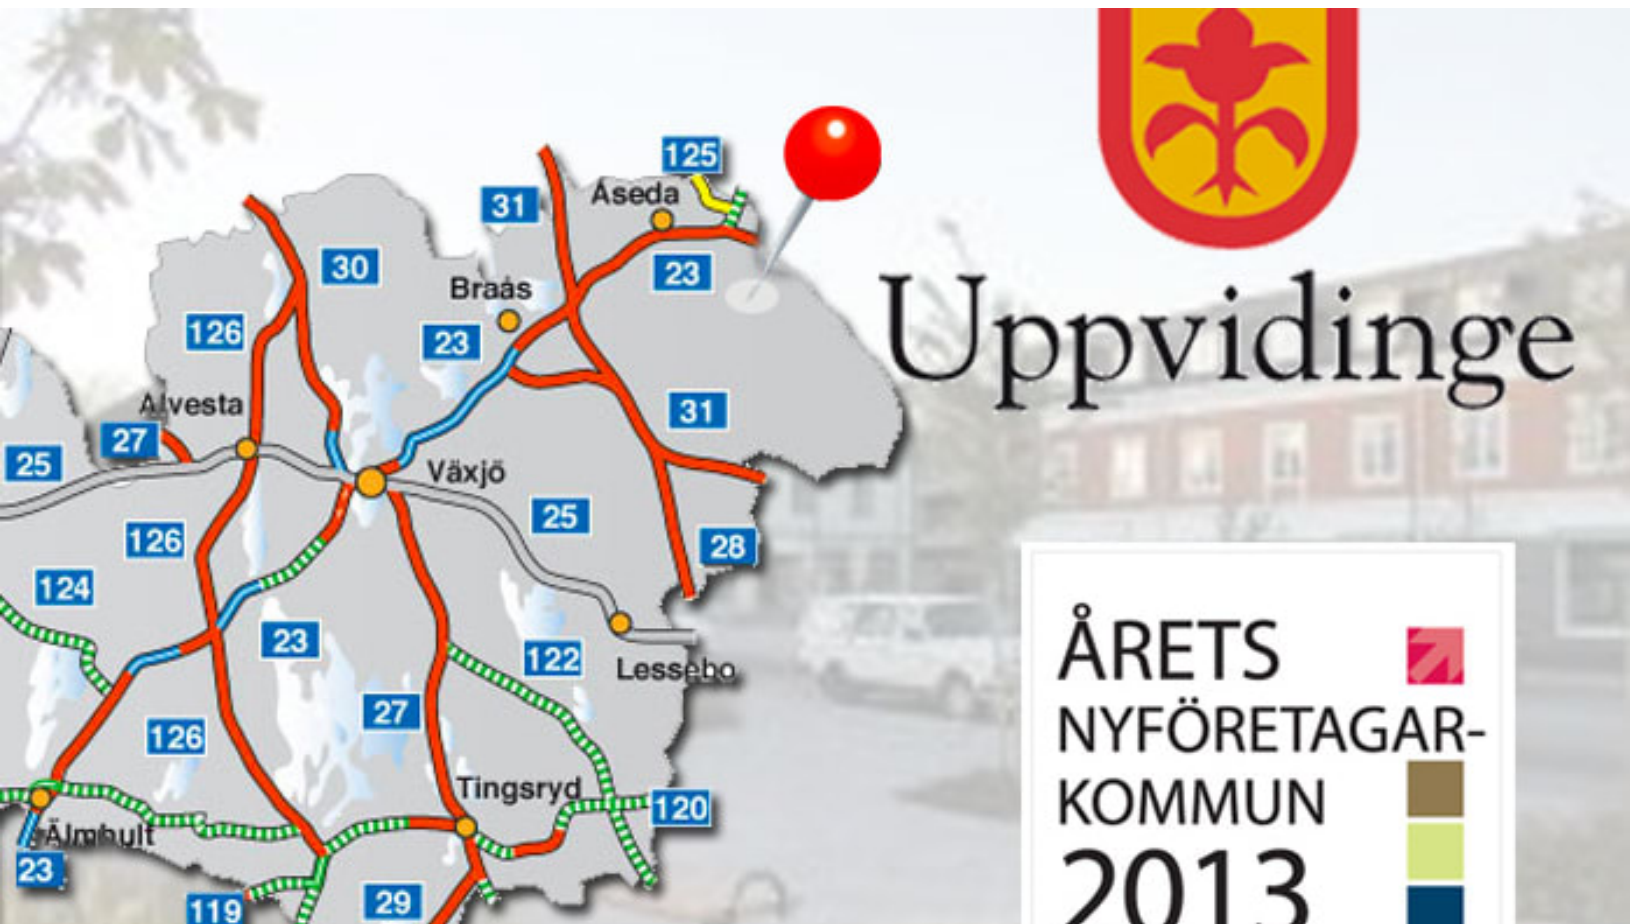 125
Åseda
31
30
23
Braås
126
23
Alvesta
31
27
25
Växjö
25
126
28
124
23
122
Lessebo
27
126
Tingsryd
120
Älmhult
23
119
29
Uppvidinge
ÅRETS
NYFÖRETAGAR-
KOMMUN
2013